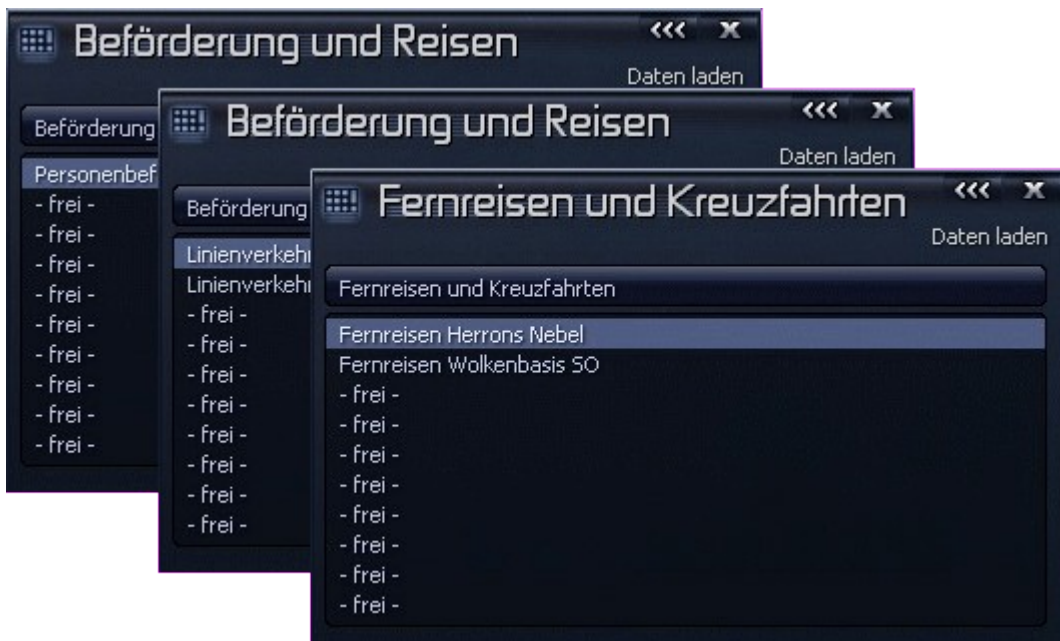 Beförderung und Reisen
Daten laden
Beförderung
Personenbef
- frei -
- frei -
- frei -
- frei -
- frei -
- frei -
- frei -
- frei -
- frei -
Beförderung und Reisen
Daten laden
Beförderung
Linienverkehr
Linienverkehr
- frei -
- frei -
- frei -
- frei -
- frei -
- frei -
- frei -
- frei -
Fernreisen und Kreuzfahrten
Daten laden
Fernreisen und Kreuzfahrten
Fernreisen Herrons Nebel
Fernreisen Wolkenbasis SO
- frei -
- frei -
- frei -
- frei -
- frei -
- frei -
- frei -
- frei -